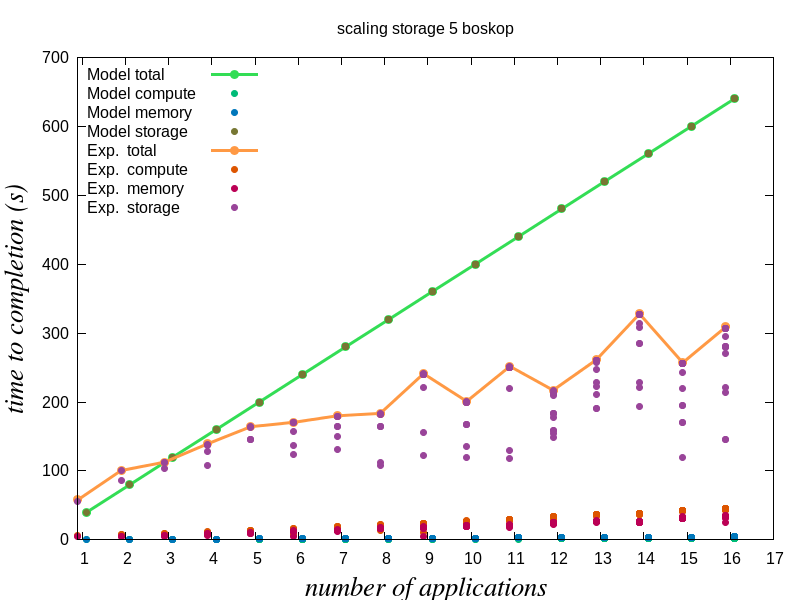 scaling storage 5 boskop
700
600
500
400
300
200
100
0
time to completion (s)
Model total
Model compute
Model memory
Model storage
Exp. total
Exp. compute
Exp. memory
Exp. storage
1 2 3 4 5 6 7 8 9 10 11 12 13 14 15 16 17
number of applications